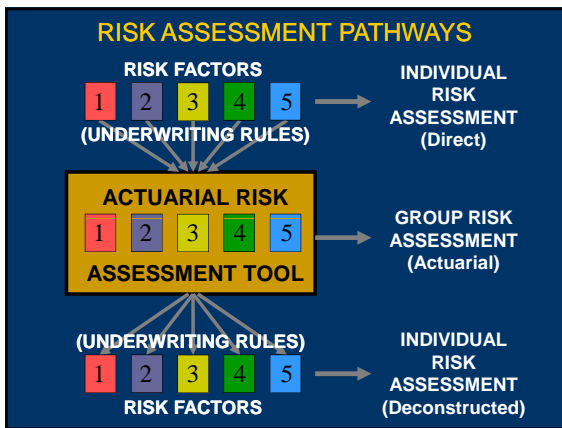 RISK ASSESSMENT PATHWAYS
RISK FACTORS
1 2 3 4 5
(UNDERWRITING RULES)
INDIVIDUAL
RISK
ASSESSMENT
(Direct)
ACTUARIAL RISK
1 2 3 4 5
ASSESSMENT TOOL
GROUP RISK
ASSESSMENT
(Actuarial)
(UNDERWRITING RULES)
1 2 3 4 5
RISK FACTORS
INDIVIDUAL
RISK
ASSESSMENT
(Deconstructed)